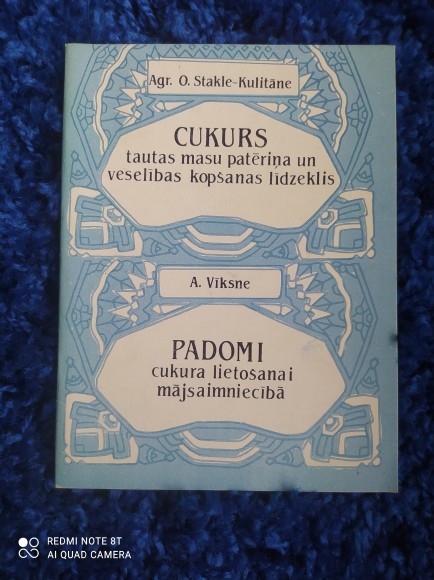 Agr. O. Stakle-Kulitāne
CUKURS
tautas masu patēriņa un
veselības kopšanas līdzeklis
A. Vīksne
PADOMI
cukura lietošanai
mājsaimniecībā
REDMI NOTE 8T
AI QUAD CAMERA